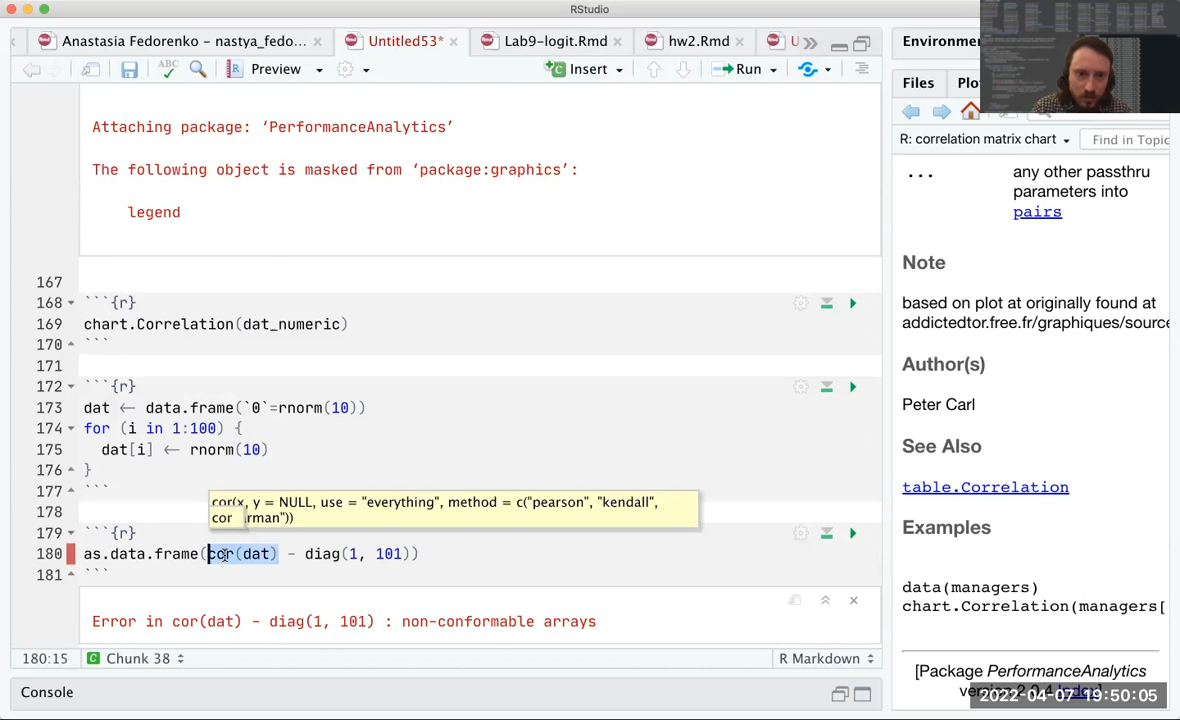 RStudio
Anastasia Fedorenko - nastya_fedo...
Untitled53*
Lab9-logit.Rmd
hw2.Rmd
U
Environmen
ABC
Preview
Insert
Run
Files
Plo
Attaching package: ‘PerformanceAnalytics’
The following object is masked from ‘package:graphics’:
legend
167
168 ```{r}
169 chart.Correlation(dat_numeric)
170 ```
171
172 ```{r}
173 dat <- data.frame(`0`=rnorm(10))
174 for (i in 1:100) {
175 dat[i] <- rnorm(10)
176 }
177 ```
178
cor(x, y = NULL, use = "everything", method = c("pearson", "kendall",
cor rman"))
179 ```{r}
180 as.data.frame(cor(dat) - diag(1, 101))
181 ```
Error in cor(dat) - diag(1, 101) : non-conformable arrays
180:15
C Chunk 38
R Markdown
Console
R: correlation matrix chart
Find in Topic
... any other passthru
parameters into
pairs
Note
based on plot at originally found at
addictedtor.free.fr/graphiques/source
Author(s)
Peter Carl
See Also
table.Correlation
Examples
data(managers)
chart.Correlation(managers[
[Package PerformanceAnalytics
2022-04-07 19:50:05